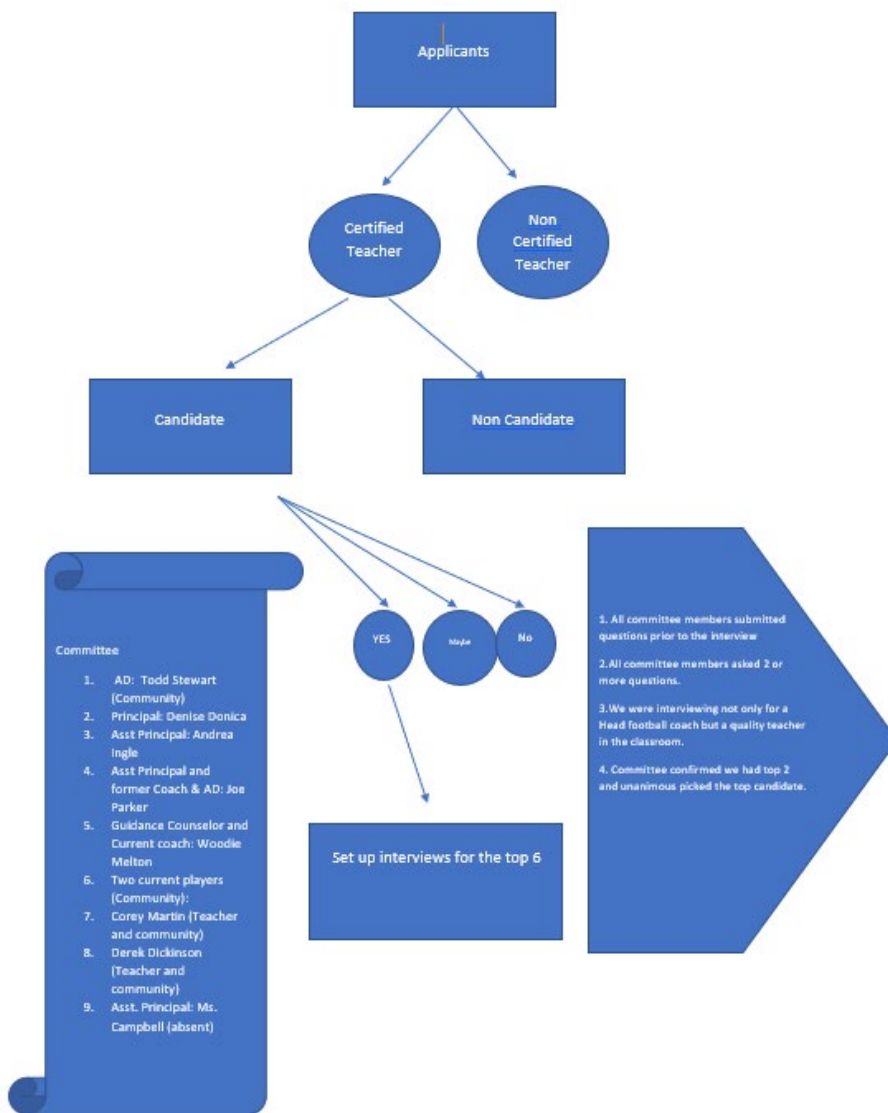 Applicants
Certified
Teacher
Non
Certified
Teacher
Candidate
Non Candidate
YES
Maybe
No
Set up interviews for the top 6
Committee
1. AD: Todd Stewart
(Community)
2. Principal: Denise Donica
3. Asst Principal: Andrea
Ingle
4. Asst Principal and
former Coach & AD: Joe
Parker
5. Guidance Counselor and
Current coach: Woodie
Melton
6. Two current players
(Community):
7. Corey Martin (Teacher
and community)
8. Derek Dickinson
(Teacher and
community)
9. Asst. Principal: Ms.
Campbell (absent)
1. All committee members submitted
questions prior to the interview
2.All committee members asked 2 or
more questions.
3.We were interviewing not only for a
Head football coach but a quality teacher
in the classroom.
4. Committee confirmed we had top 2
and unanimous picked the top candidate.